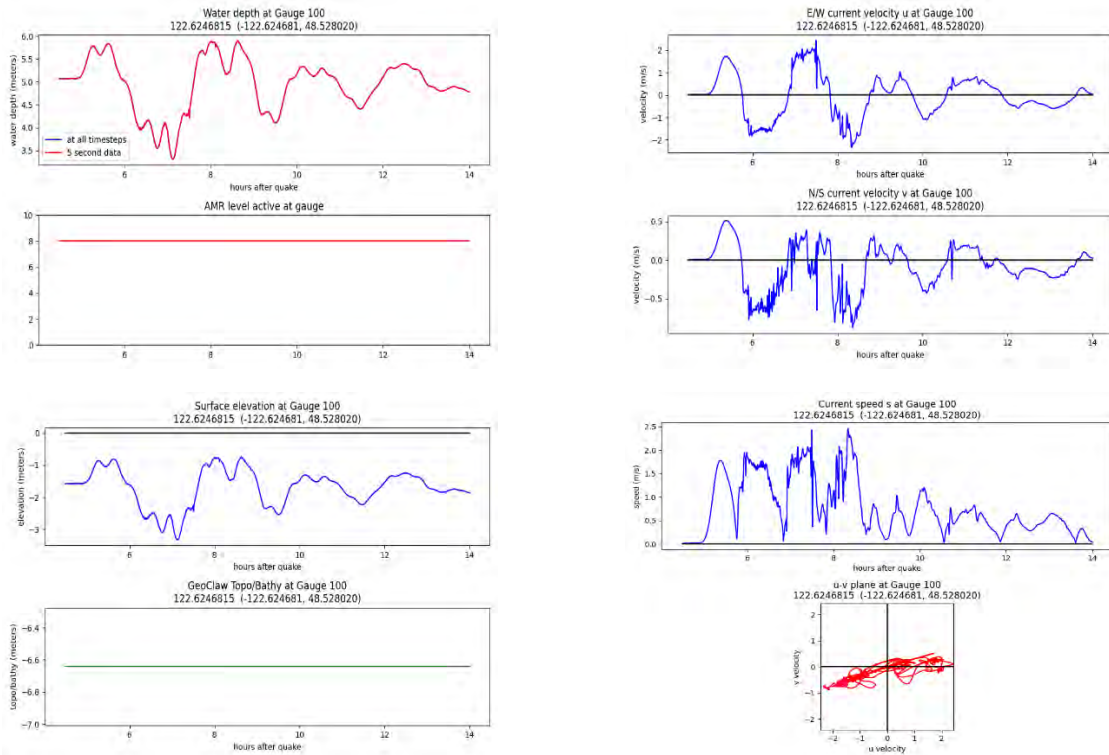 Water depth at Gauge 100
122.6246815 (-122.624681, 48.528020)
6.0
5.5
5.0
4.5
4.0
3.5
water depth (meters)
at all timesteps
5 second data
6 8 10 12 14
hours after quake
AMR level active at gauge
10
8
6
4
2
0
6 8 10 12 14
Surface elevation at Gauge 100
122.6246815 (-122.624681, 48.528020)
0
−1
−2
−3
elevation (meters)
6 8 10 12 14
hours after quake
GeoClaw Topo/Bathy at Gauge 100
122.6246815 (-122.624681, 48.528020)
−6.4
−6.6
−6.8
−7.0
topo/bathy (meters)
6 8 10 12 14
hours after quake
E/W current velocity u at Gauge 100
122.6246815 (-122.624681, 48.528020)
2
1
0
−1
−2
velocity (m/s)
6 8 10 12 14
hours after quake
N/S current velocity v at Gauge 100
122.6246815 (-122.624681, 48.528020)
0.5
0.0
−0.5
velocity (m/s)
6 8 10 12 14
hours after quake
Current speed s at Gauge 100
122.6246815 (-122.624681, 48.528020)
2.5
2.0
1.5
1.0
0.5
0.0
speed (m/s)
6 8 10 12 14
hours after quake
u-v plane at Gauge 100
122.6246815 (-122.624681, 48.528020)
2
1
0
−1
−2
v velocity
−2 −1 0 1 2
u velocity